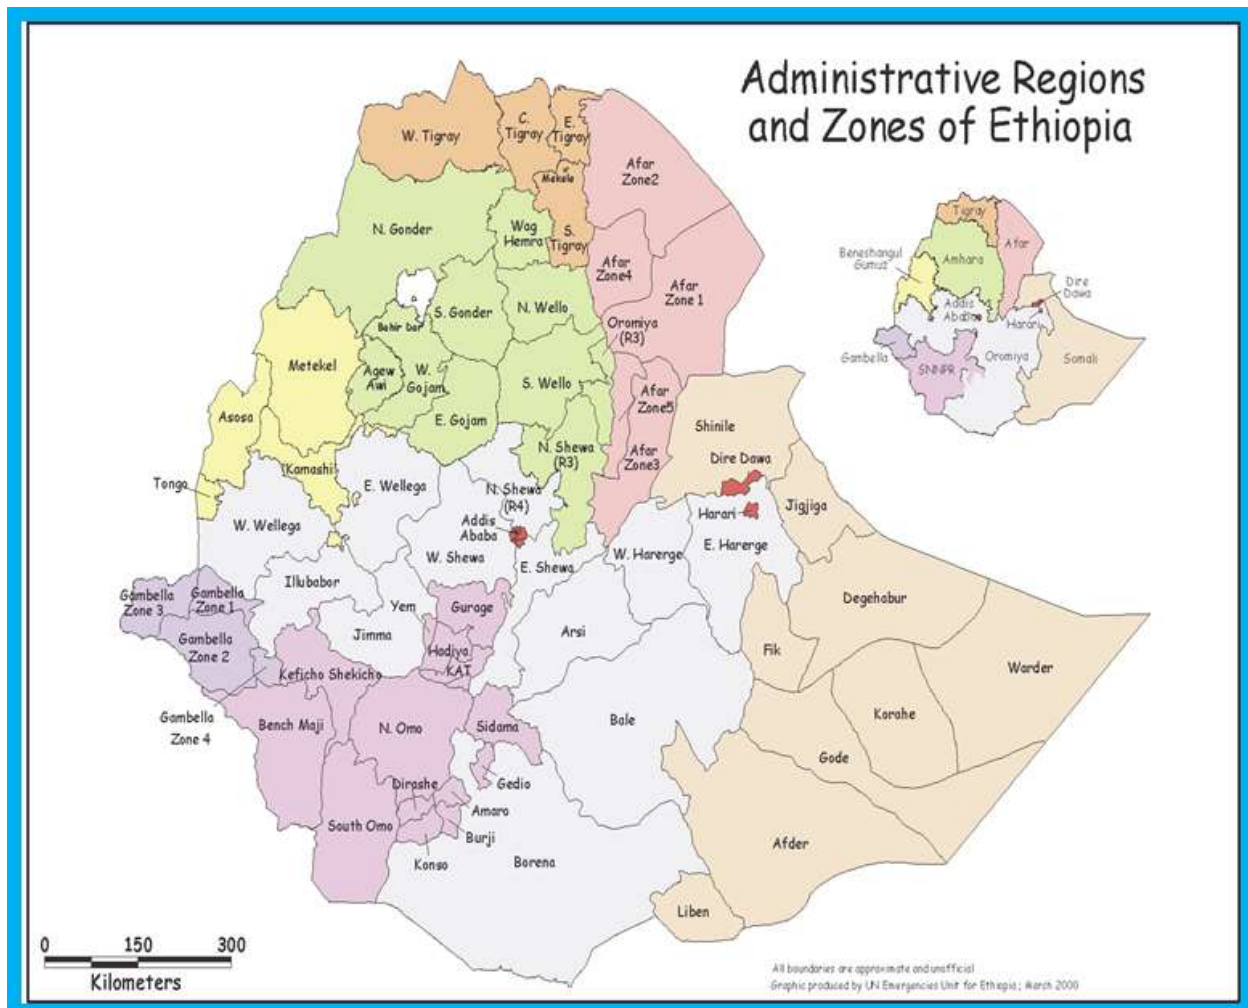 Administrative Regions
and Zones of Ethiopia
W. Tigray
C.
Tigray
E.
Tigray
Mekele
S.
Tigray
Afar
Zone2
N. Gonder
Wag
Hemra
Afar
Zone4
Afar
Zone 1
Bahir Dar
S. Gonder
N. Wello
Oromiya
(R3)
Metekel
Agew
Awi
W.
Gojam
S. Wello
Afar
Zone5
Asosa
E. Gojam
N. Shewa
(R3)
Afar
Zone3
Shinile
Dire Dawa
Tongo
Kamashi
E. Wellega
N. Shewa
(R4)
Jigjiga
Harari
W. Wellega
Addis
Ababa
W. Shewa
E. Shewa
W. Harerge
E. Harerge
Gambella
Zone 3
Gambella
Zone 1
Illubabor
Yem
Gurage
Degehabur
Gambella
Zone 2
Jimma
Hadiya
Arsi
Fik
Keficho Shekicho
KAT
Warder
Gambella
Zone 4
Bench Maji
N. Omo
Sidama
Bale
Korahe
Gode
Dirashe
Gedio
Amaro
South Omo
Burji
Konso
Borena
Afder
Liben
Tigray
Afar
Beneshangul
Gumuz
Amhara
Dire
Dawa
Addis
Ababa
Harari
Gambella
SNNPR
Oromiya
Somali
0 150 300
Kilometers
All boundaries are approximate and unofficial
Graphic produced by UN Emergencies Unit for Ethiopia; March 2000